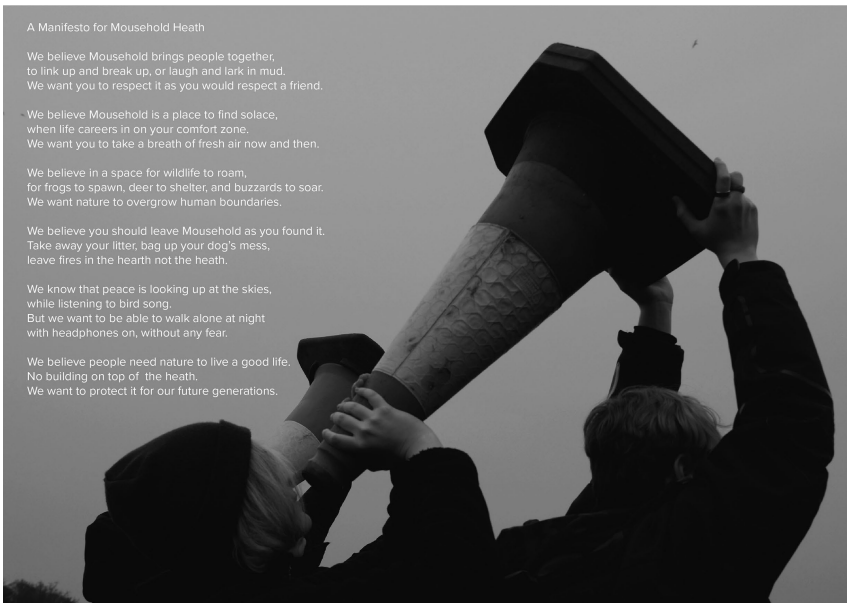 A Manifesto for Mousehold Heath
We believe Mousehold brings people together,
to link up and break up, or laugh and lark in mud.
We want you to respect it as you would respect a friend.
We believe Mousehold is a place to find solace,
when life careers in on your comfort zone.
We want you to take a breath of fresh air now and then.
We believe in a space for wildlife to roam,
for frogs to spawn, deer to shelter, and buzzards to soar.
We want nature to overgrow human boundaries.
We believe you should leave Mousehold as you found it.
Take away your litter, bag up your dog’s mess,
leave fires in the hearth not the heath.
We know that peace is looking up at the skies,
while listening to bird song.
But we want to be able to walk alone at night
with headphones on, without any fear.
We believe people need nature to live a good life.
No building on top of  the heath.
We want to protect it for our future generations.